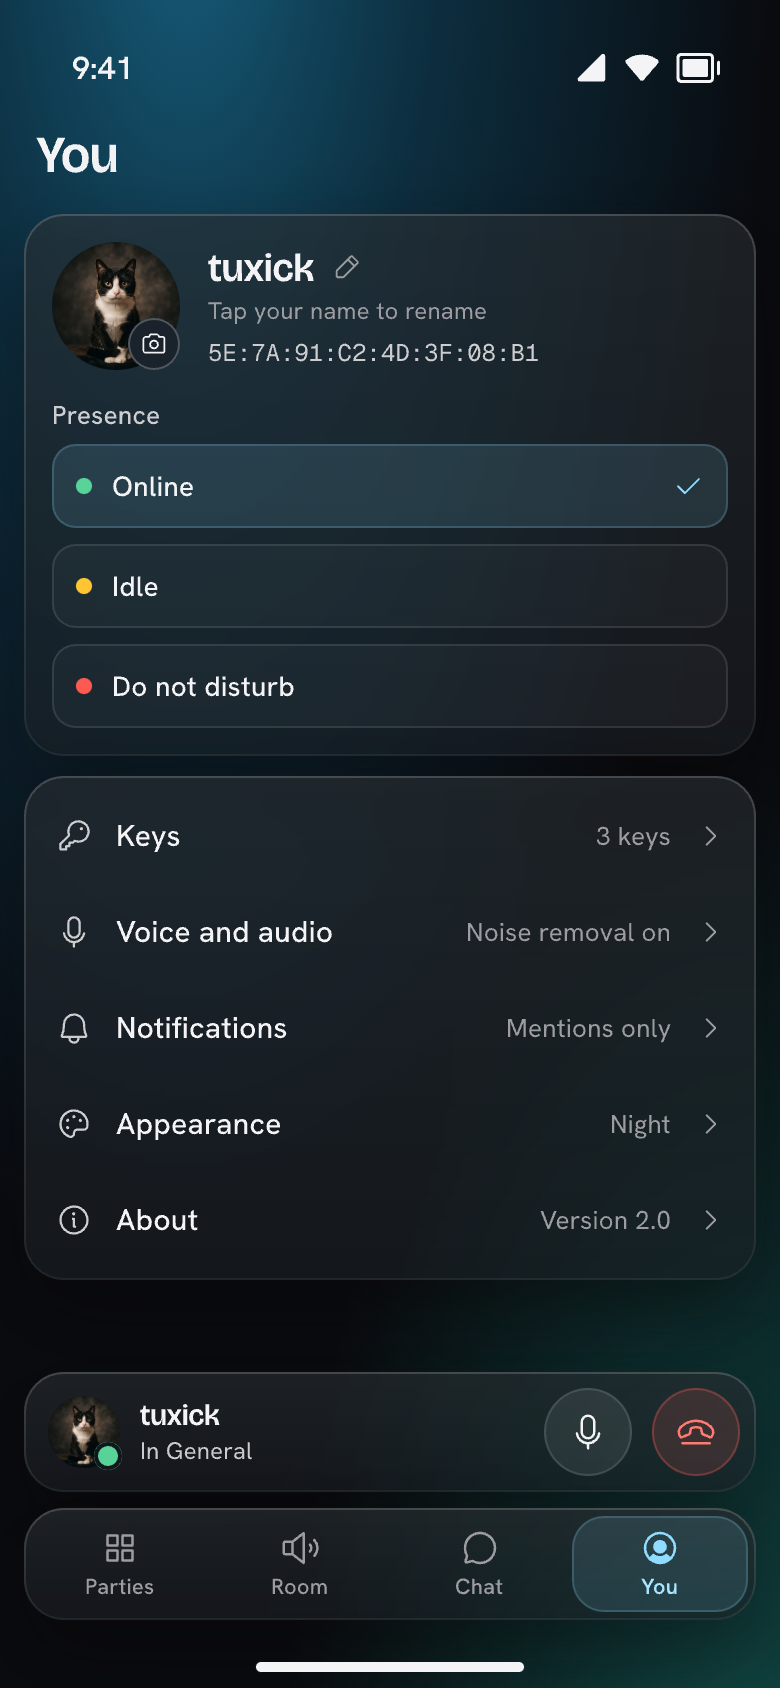 9:41
You
tuxick
Tap your name to rename
5E:7A:91:C2:4D:3F:08:B1
Presence
Online
Idle
Do not disturb
Keys 3 keys
Voice and audio Noise removal on
Notifications Mentions only
Appearance Night
About Version 2.0
tuxick
In General
Parties Room Chat You